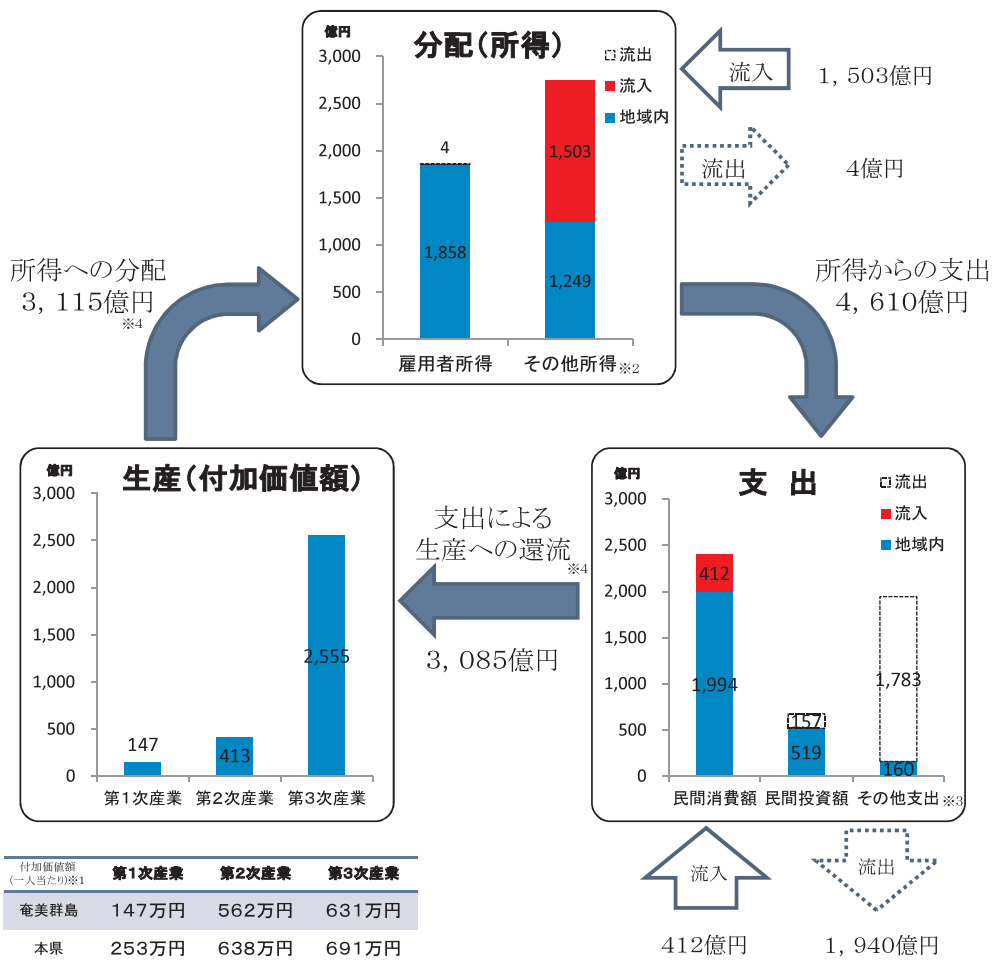 分配（所得）
億円
3,000
2,500
2,000
1,500
1,000
500
0
流出
流入
地域内
4
1,858
1,503
1,249
雇用者所得
その他所得※2
流入
1，503億円
流出
4億円
所得への分配
3，115億円
※4
所得からの支出
4，610億円
生産（付加価値額）
億円
3,000
2,500
2,000
1,500
1,000
500
0
147
413
2,555
第1次産業
第2次産業
第3次産業
支出による
生産への還流
※4
3，085億円
支 出
億円
3,000
2,500
2,000
1,500
1,000
500
0
流出
流入
地域内
412
1,994
157
519
1,783
160
民間消費額
民間投資額
その他支出※3
流入
412億円
流出
1，940億円
付加価値額
(一人当たり)※1
第1次産業 第2次産業 第3次産業
奄美群島 147万円 562万円 631万円
本県 253万円 638万円 691万円